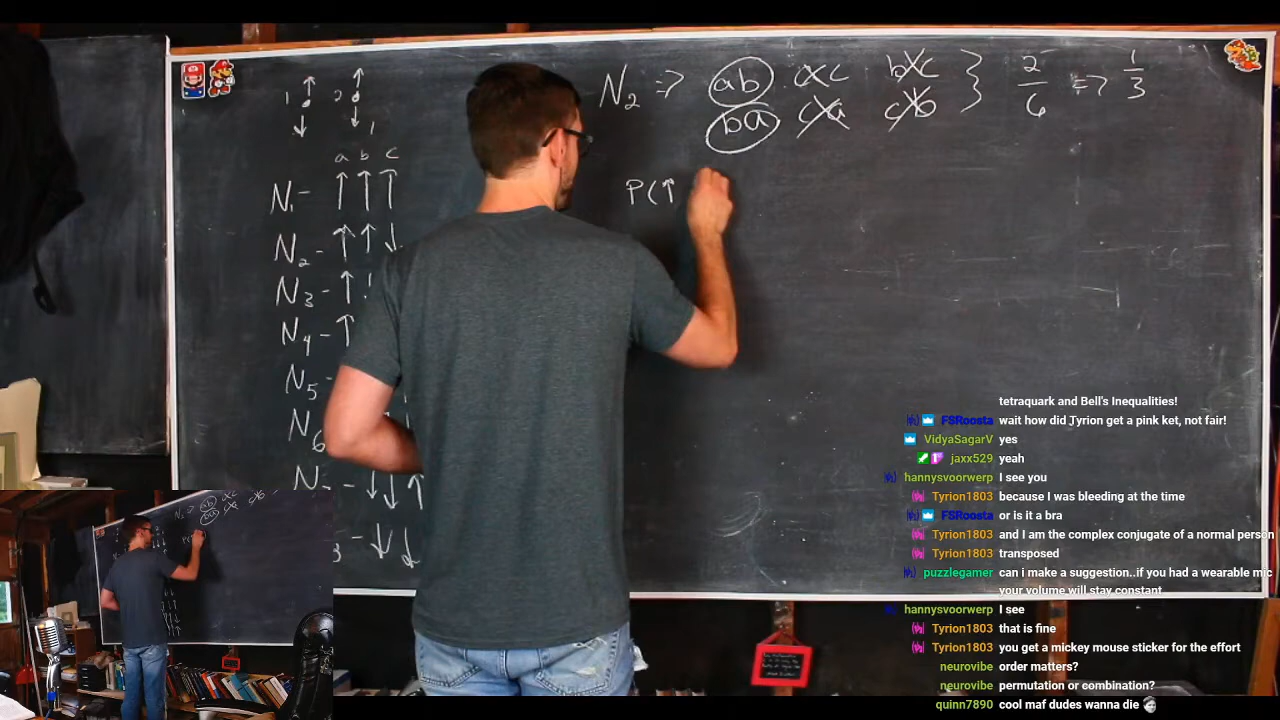 1 2
a b c
N₁ - ↑ ↑ ↑
N₂ - ↑ ↑ ↓
N₃ - ↑
N₄ - ↑
N₅ -
N₆
- ↓ ↓ ↑
- ↓ ↓
N₂ => ab ac bc } 2/6 => 1/3
ba ca cb
P(↑
tetraquark and Bell's Inequalities!
FSRoosta wait how did Tyrion get a pink ket, not fair!
VidyaSagarV yes
jaxx529 yeah
hannysvoorwerp I see you
Tyrion1803 because I was bleeding at the time
FSRoosta or is it a bra
Tyrion1803 and I am the complex conjugate of a normal person
Tyrion1803 transposed
puzzlegamer can i make a suggestion..if you had a wearable mic
your volume will stay constant
hannysvoorwerp I see
Tyrion1803 that is fine
Tyrion1803 you get a mickey mouse sticker for the effort
neurovibe order matters?
neurovibe permutation or combination?
quinn7890 cool maf dudes wanna die